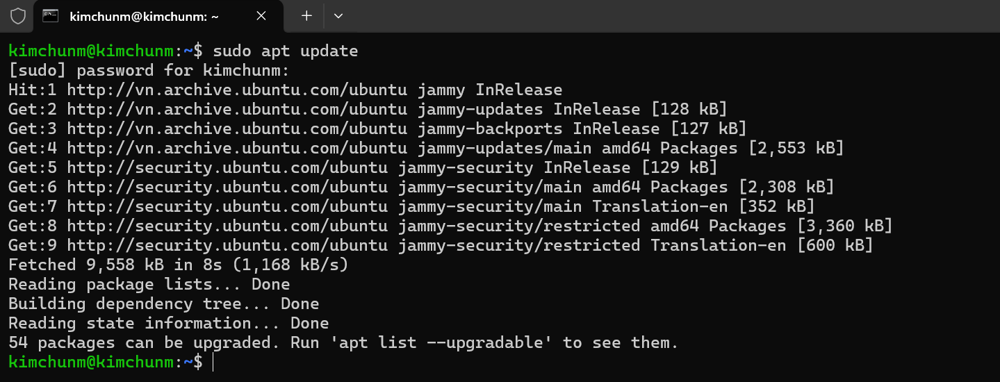 kimchunm@kimchunm: ~
kimchunm@kimchunm:~$ sudo apt update
[sudo] password for kimchunm:
Hit:1 http://vn.archive.ubuntu.com/ubuntu jammy InRelease
Get:2 http://vn.archive.ubuntu.com/ubuntu jammy-updates InRelease [128 kB]
Get:3 http://vn.archive.ubuntu.com/ubuntu jammy-backports InRelease [127 kB]
Get:4 http://vn.archive.ubuntu.com/ubuntu jammy-updates/main amd64 Packages [2,553 kB]
Get:5 http://security.ubuntu.com/ubuntu jammy-security InRelease [129 kB]
Get:6 http://security.ubuntu.com/ubuntu jammy-security/main amd64 Packages [2,308 kB]
Get:7 http://security.ubuntu.com/ubuntu jammy-security/main Translation-en [352 kB]
Get:8 http://security.ubuntu.com/ubuntu jammy-security/restricted amd64 Packages [3,360 kB]
Get:9 http://security.ubuntu.com/ubuntu jammy-security/restricted Translation-en [600 kB]
Fetched 9,558 kB in 8s (1,168 kB/s)
Reading package lists... Done
Building dependency tree... Done
Reading state information... Done
54 packages can be upgraded. Run 'apt list --upgradable' to see them.
kimchunm@kimchunm:~$